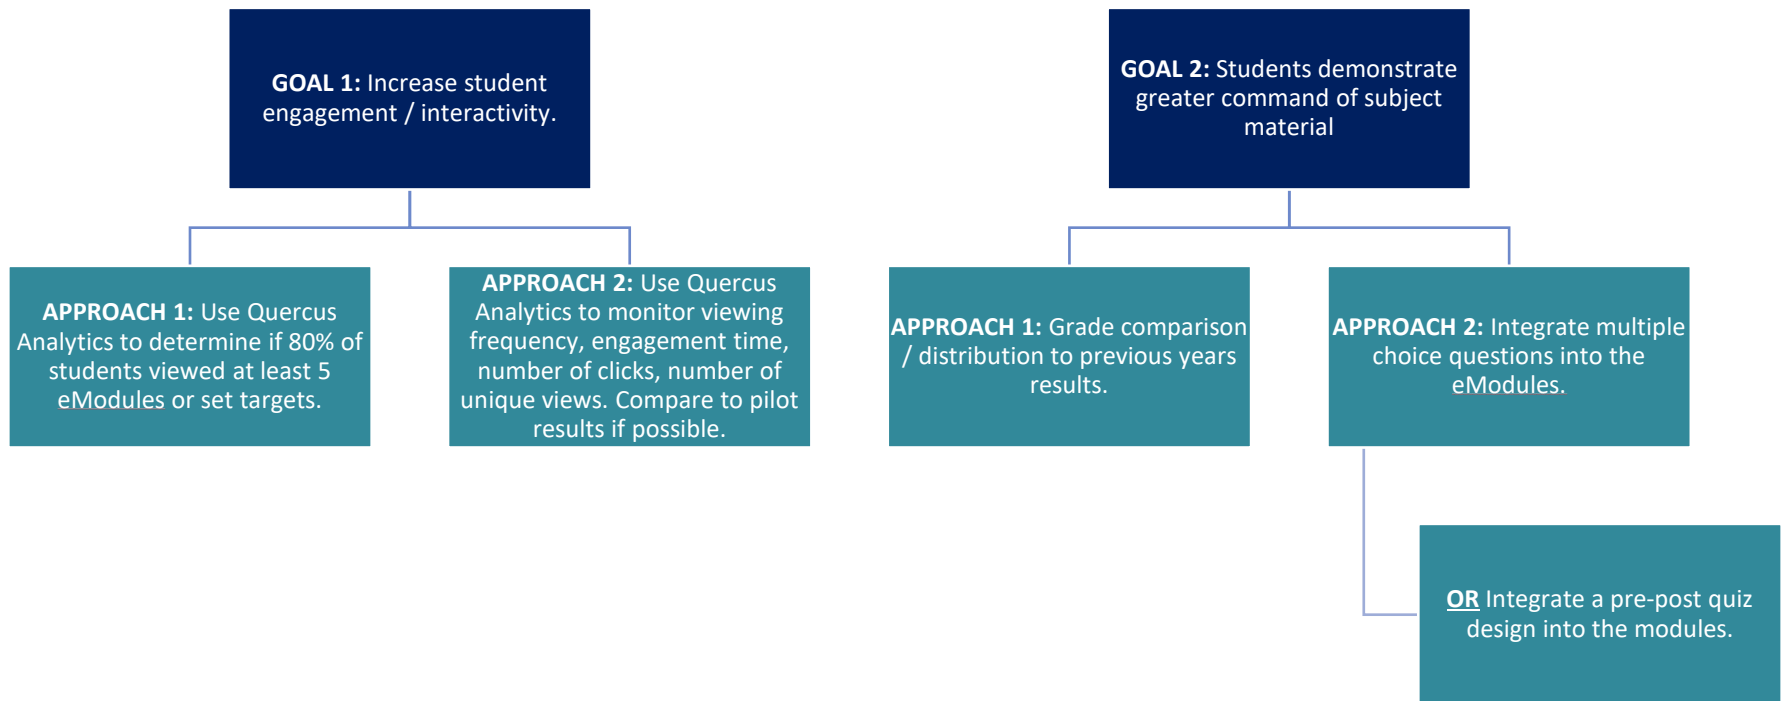 GOAL 1: Increase student
engagement / interactivity.
GOAL 2: Students demonstrate
greater command of subject
material
APPROACH 1: Use Quercus
Analytics to determine if 80% of
students viewed at least 5
eModules or set targets.
APPROACH 2: Use Quercus
Analytics to monitor viewing
frequency, engagement time,
number of clicks, number of
unique views. Compare to pilot
results if possible.
APPROACH 1: Grade comparison
/ distribution to previous years
results.
APPROACH 2: Integrate multiple
choice questions into the
eModules.
OR Integrate a pre-post quiz
design into the modules.